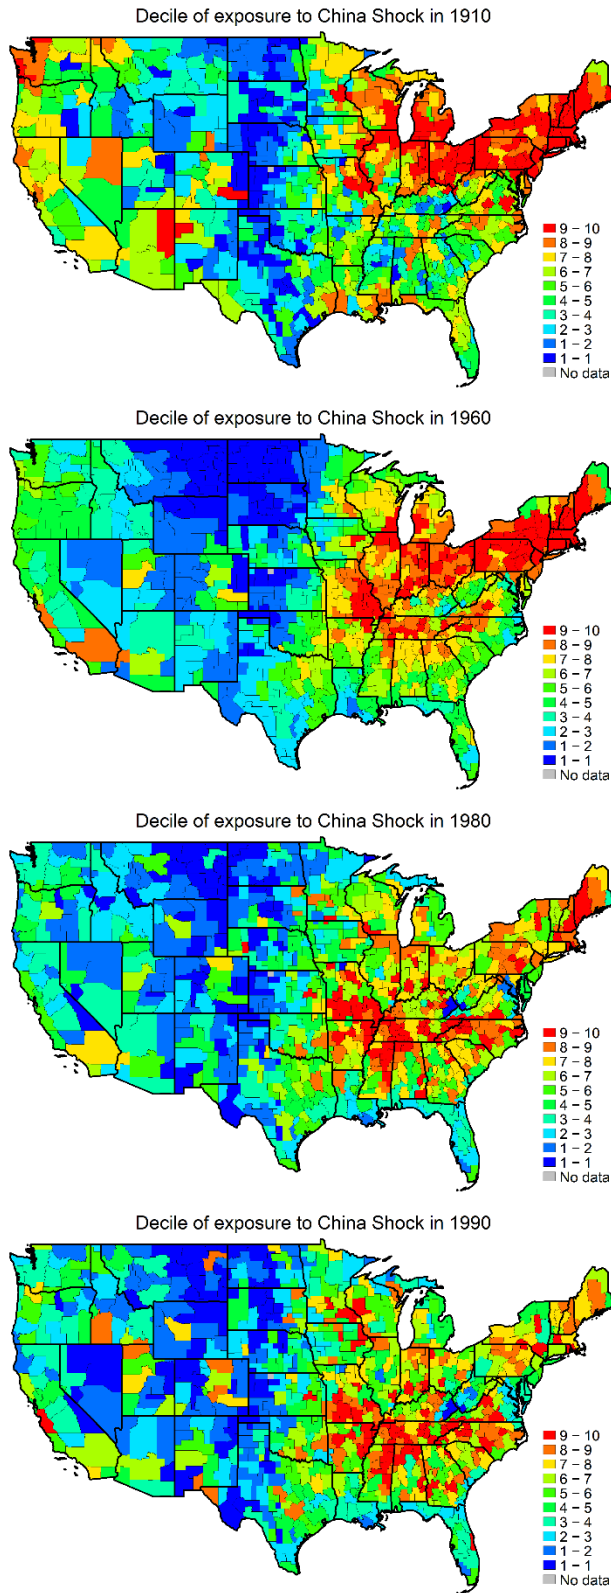 Decile of exposure to China Shock in 1910
9 – 10
8 – 9
7 – 8
6 – 7
5 – 6
4 – 5
3 – 4
2 – 3
1 – 2
1 – 1
No data
Decile of exposure to China Shock in 1960
9 – 10
8 – 9
7 – 8
6 – 7
5 – 6
4 – 5
3 – 4
2 – 3
1 – 2
1 – 1
No data
Decile of exposure to China Shock in 1980
9 – 10
8 – 9
7 – 8
6 – 7
5 – 6
4 – 5
3 – 4
2 – 3
1 – 2
1 – 1
No data
Decile of exposure to China Shock in 1990
9 – 10
8 – 9
7 – 8
6 – 7
5 – 6
4 – 5
3 – 4
2 – 3
1 – 2
1 – 1
No data